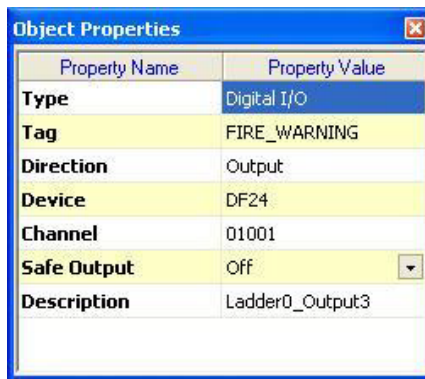 Object Properties
Property Name Property Value
Type Digital I/O
Tag FIRE_WARNING
Direction Output
Device DF24
Channel 01001
Safe Output Off
Description Ladder0_Output3